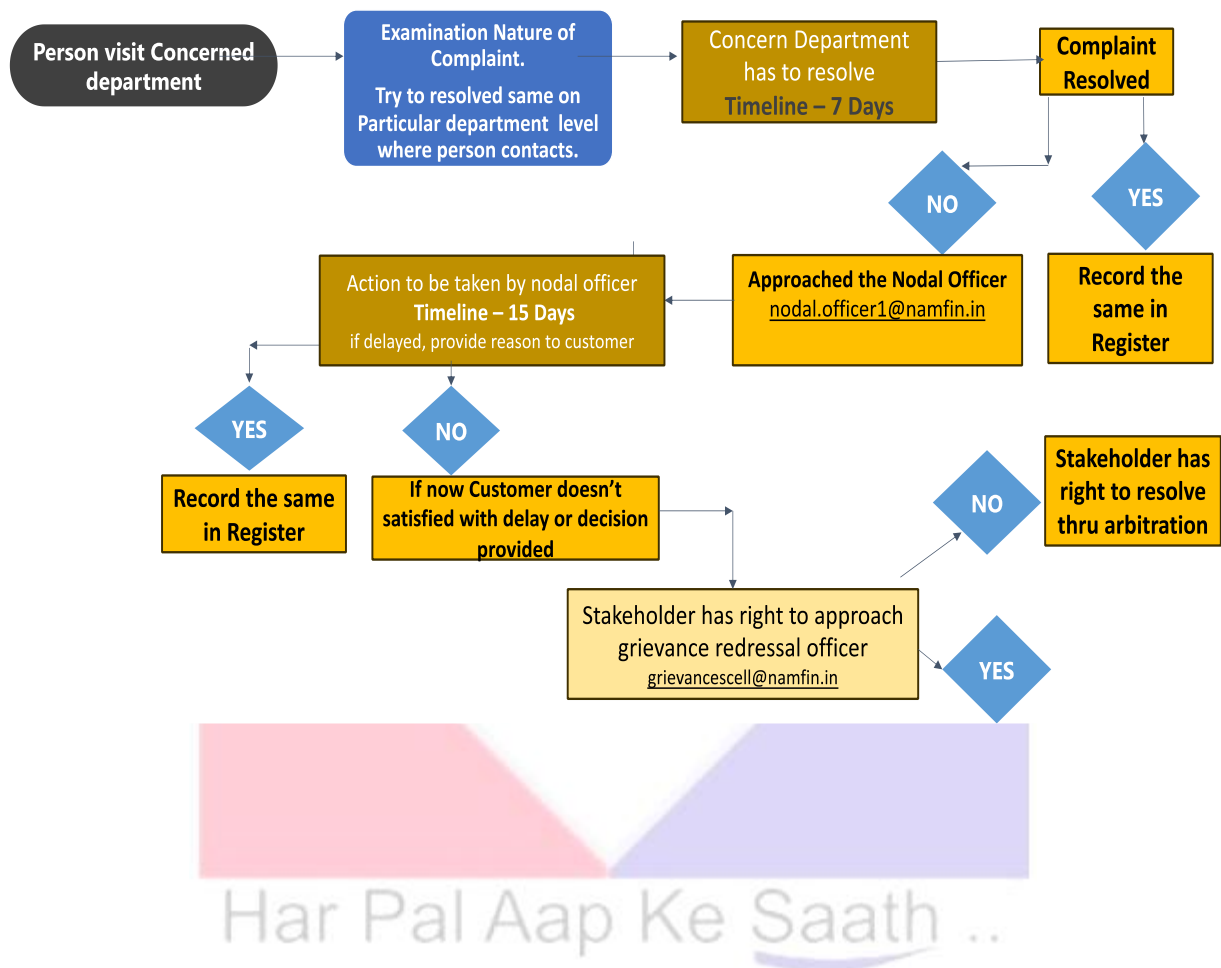 Person visit Concerned
department
Examination Nature of
Complaint.
Try to resolved same on
Particular department level
where person contacts.
Concern Department
has to resolve
Timeline – 7 Days
Complaint
Resolved
NO
YES
Action to be taken by nodal officer
Timeline – 15 Days
if delayed, provide reason to customer
Approached the Nodal Officer
nodal.officer1@namfin.in
Record the
same in
Register
YES
NO
Record the same
in Register
If now Customer doesn't
satisfied with delay or decision
provided
NO
Stakeholder has
right to resolve
thru arbitration
Stakeholder has right to approach
grievance redressal officer
grievancescell@namfin.in
YES
Har Pal Aap Ke Saath ..